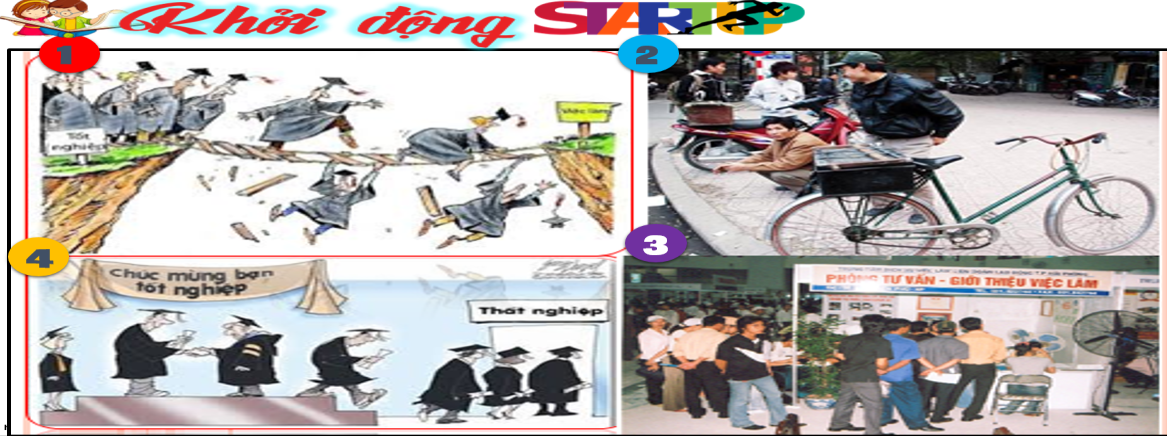 Khởi động STARTUP
1
2
Tốt
nghiệp
Việc làm
4
3
Chúc mừng bạn
tốt nghiệp
Thất nghiệp
PHÒNG TƯ VẤN - GIỚI THIỆU VIỆC LÀM